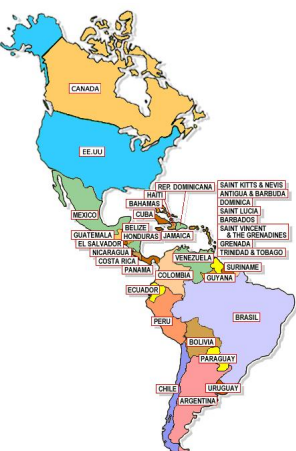 CANADA
EE.UU
REP. DOMINICANA
HAITI
BAHAMAS
CUBA
SAINT KITTS & NEVIS
ANTIGUA & BARBUDA
DOMINICA
SAINT LUCIA
BARBADOS
SAINT VINCENT
& THE GRENADINES
GRENADA
TRINIDAD & TOBAGO
MEXICO
BELIZE
GUATEMALA
HONDURAS
JAMAICA
EL SALVADOR
NICARAGUA
COSTA RICA
PANAMA
VENEZUELA
SURINAME
GUYANA
COLOMBIA
ECUADOR
PERU
BRASIL
BOLIVIA
PARAGUAY
CHILE
URUGUAY
ARGENTINA